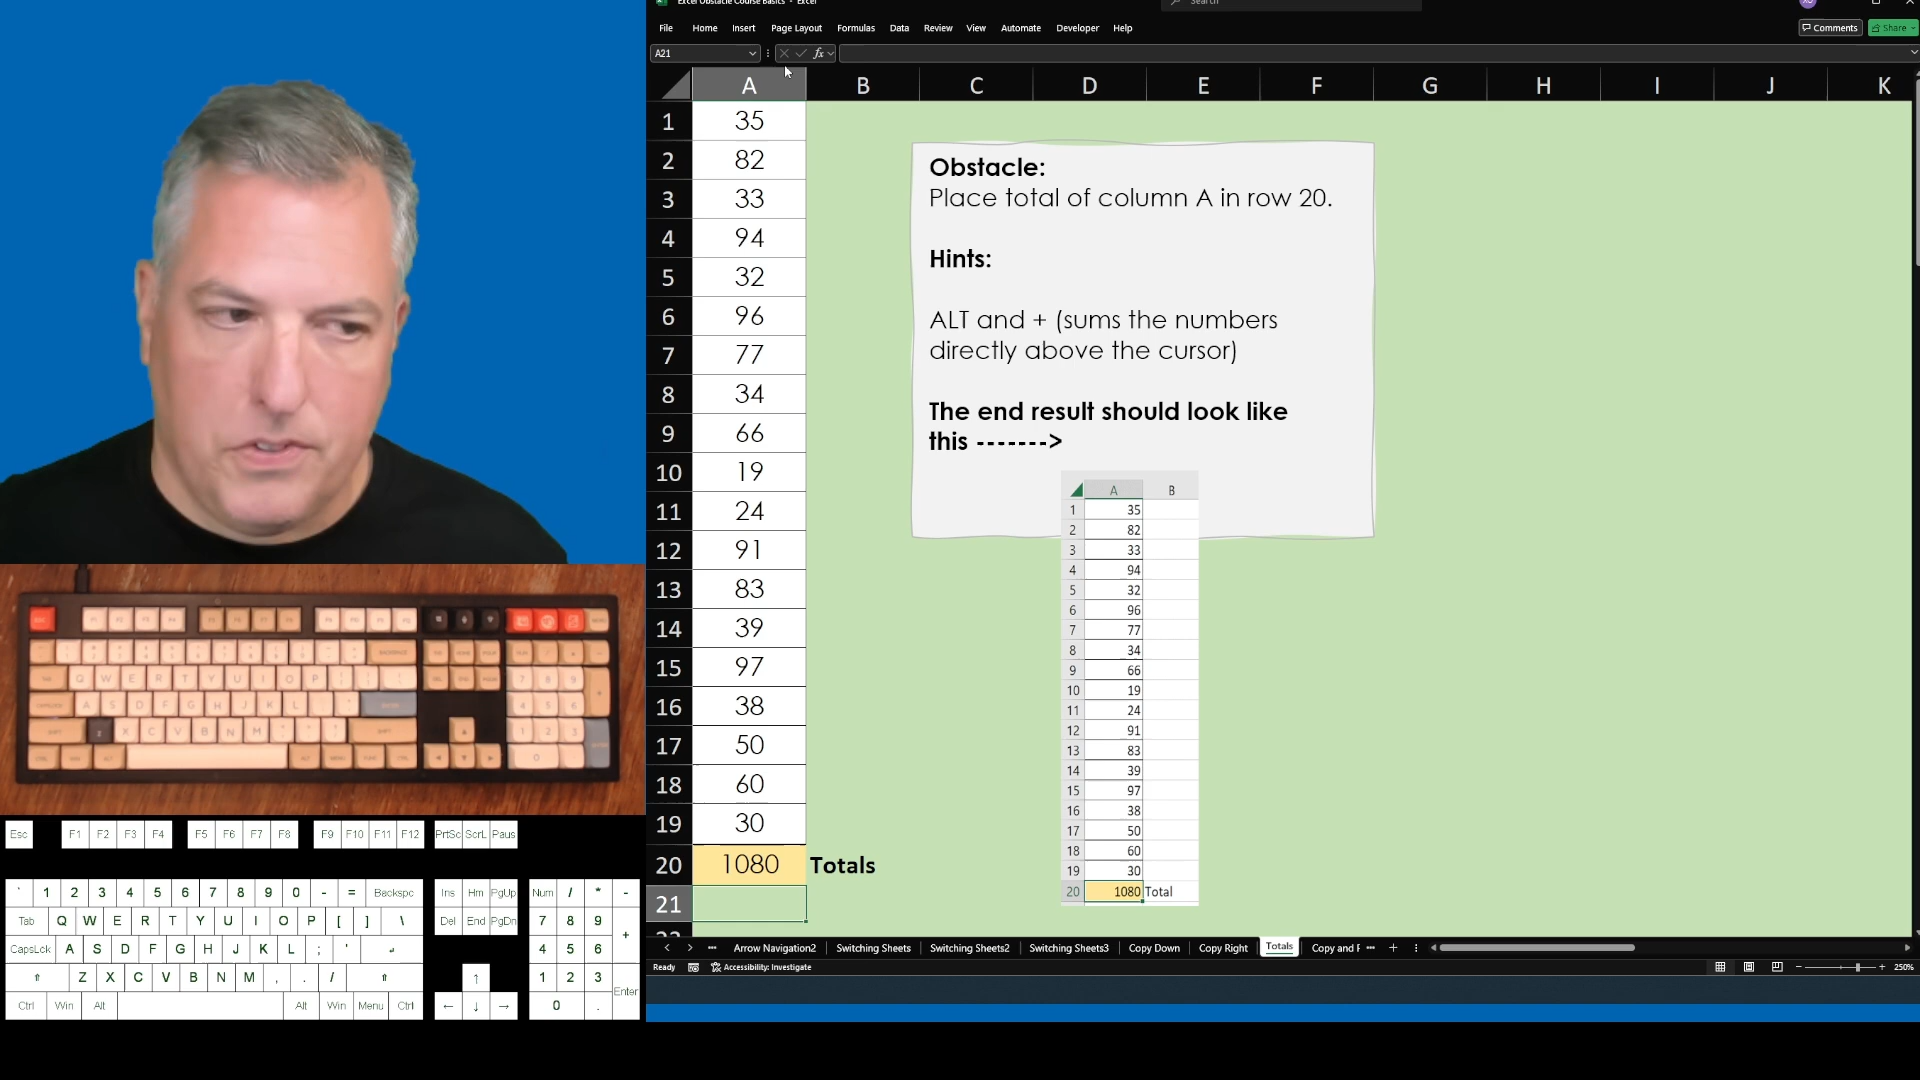 Excel Obstacle Course Basics - Excel
Search
File Home Insert Page Layout Formulas Data Review View Automate Developer Help
Comments Share
A21
fx
A B C D E F G H I J K
1 35
2 82
3 33
4 94
5 32
6 96
7 77
8 34
9 66
10 19
11 24
12 91
13 83
14 39
15 97
16 38
17 50
18 60
19 30
20 1080 Totals
21
Obstacle:
Place total of column A in row 20.
Hints:
ALT and + (sums the numbers
directly above the cursor)
The end result should look like
this ------->
A B
1 35
2 82
3 33
4 94
5 32
6 96
7 77
8 34
9 66
10 19
11 24
12 91
13 83
14 39
15 97
16 38
17 50
18 60
19 30
20 1080 Total
Arrow Navigation2 Switching Sheets Switching Sheets2 Switching Sheets3 Copy Down Copy Right Totals Copy and F
Ready Accessibility: Investigate
250%
Q W E R T Y U I O P
A S D F G H J K L
Z X C V B N M
Esc F1 F2 F3 F4 F5 F6 F7 F8 F9 F10 F11 F12 PrtSc ScrL Paus
` 1 2 3 4 5 6 7 8 9 0 - = Backspc Ins Hm PgUp Num / * -
Tab Q W E R T Y U I O P [ ] \ Del End PgDn 7 8 9 +
CapsLck A S D F G H J K L ; ' 4 5 6
Z X C V B N M , . / 1 2 3 Enter
Ctrl Win Alt Alt Win Menu Ctrl 0 .